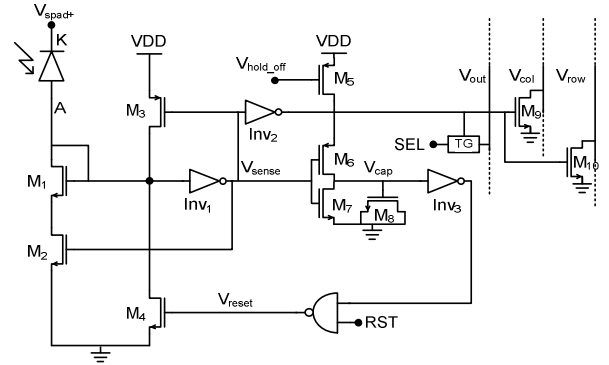 Vspad+
K
A
VDD
VDD
Vhold_off
M5
Vout
Vcol
Vrow
M3
Inv2
M9
SEL
TG
M6
Vsense
Vcap
M10
M1
Inv1
M7
M8
Inv3
M2
M4
Vreset
RST